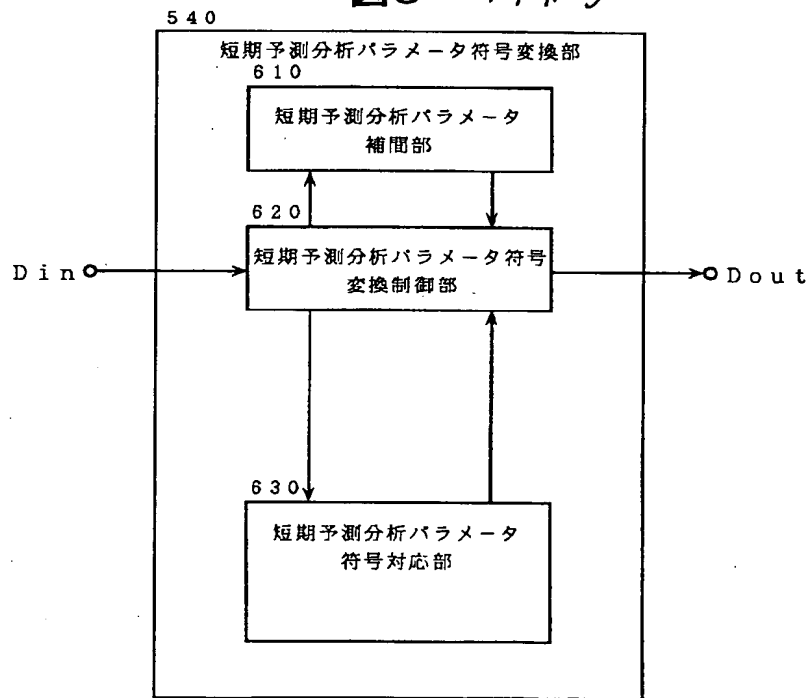 540
短期予測分析パラメータ符号変換部
610
短期予測分析パラメータ
補間部
620
Din
短期予測分析パラメータ符号
変換制御部
Dout
630
短期予測分析パラメータ
符号対応部